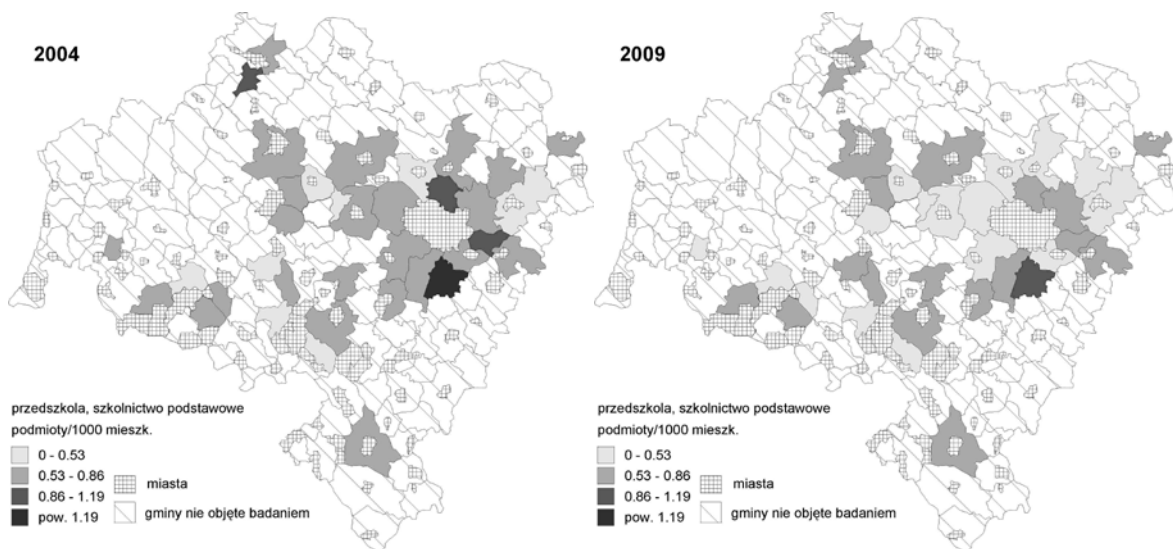 2004
przedszkola, szkolnictwo podstawowe
podmioty/1000 mieszk.
0 - 0.53
0.53 - 0.86
0.86 - 1.19
pow. 1.19
miasta
gminy nie objęte badaniem
2009
przedszkola, szkolnictwo podstawowe
podmioty/1000 mieszk.
0 - 0.53
0.53 - 0.86
0.86 - 1.19
pow. 1.19
miasta
gminy nie objęte badaniem